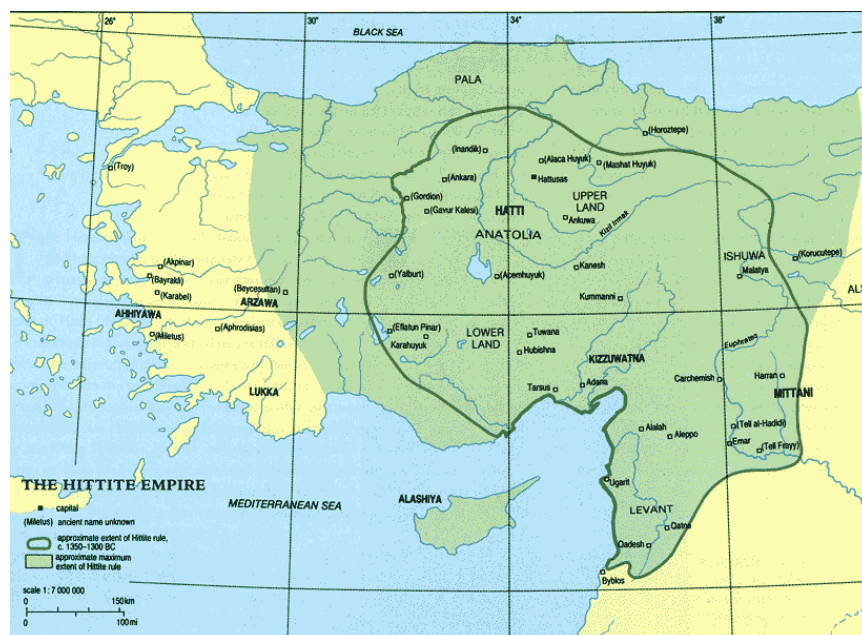 26°
30°
34°
38°
BLACK SEA
PALA
(Horoztepe)
(Inandik)
(Alaca Huyuk)
(Mashat Huyuk)
(Troy)
(Ankara)
Hattusas
(Gordion)
(Gavur Kalesi)
HATTI
UPPER
LAND
Ankuwa
Kizil Irmak
ANATOLIA
ISHUWA
(Korucutepe)
(Akpinar)
(Bayrakli)
(Karabel)
(Beycesultan)
ARZAWA
(Yalburt)
(Acemhuyuk)
Kanesh
Malatya
Kummanni
AHHIYAWA
(Miletus)
(Aphrodisias)
(Eflatun Pinar)
Karahuyuk
LOWER
LAND
Tuwana
Hubishna
KIZZUWATNA
Euphrates
LUKKA
Tarsus
Adana
Carchemish
Harran
MITTANI
Alalah
Aleppo
(Tell al-Hadidi)
Emar
(Tell Frayy)
THE HITTITE EMPIRE
MEDITERRANEAN SEA
ALASHIYA
Ugarit
LEVANT
Qatna
Qadesh
Byblos
capital
(Miletus) ancient name unknown
approximate extent of Hittite rule,
c. 1350–1300 BC
approximate maximum
extent of Hittite rule
scale 1 : 7 000 000
0 150km
0 100mi